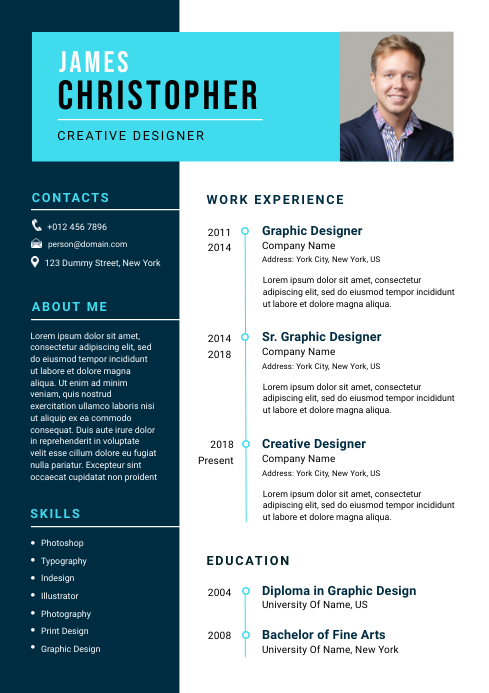 JAMES
CHRISTOPHER
CREATIVE DESIGNER
CONTACTS
+012 456 7896
person@domain.com
123 Dummy Street, New York
ABOUT ME
Lorem ipsum dolor sit amet,
consectetur adipiscing elit, sed
do eiusmod tempor incididunt
ut labore et dolore magna
aliqua. Ut enim ad minim
veniam, quis nostrud
exercitation ullamco laboris nisi
ut aliquip ex ea commodo
consequat. Duis aute irure dolor
in reprehenderit in voluptate
velit esse cillum dolore eu fugiat
nulla pariatur. Excepteur sint
occaecat cupidatat non proident
SKILLS
Photoshop
Typography
Indesign
Illustrator
Photography
Print Design
Graphic Design
WORK EXPERIENCE
2011
2014
Graphic Designer
Company Name
Address: York City, New York, US
Lorem ipsum dolor sit amet, consectetur
adipiscing elit, sed do eiusmod tempor incididunt
ut labore et dolore magna aliqua.
2014
2018
Sr. Graphic Designer
Company Name
Address: York City, New York, US
Lorem ipsum dolor sit amet, consectetur
adipiscing elit, sed do eiusmod tempor incididunt
ut labore et dolore magna aliqua.
2018
Present
Creative Designer
Company Name
Address: York City, New York, US
Lorem ipsum dolor sit amet, consectetur
adipiscing elit, sed do eiusmod tempor incididunt
ut labore et dolore magna aliqua.
EDUCATION
2004
Diploma in Graphic Design
University Of Name, US
2008
Bachelor of Fine Arts
University Of Name, New York